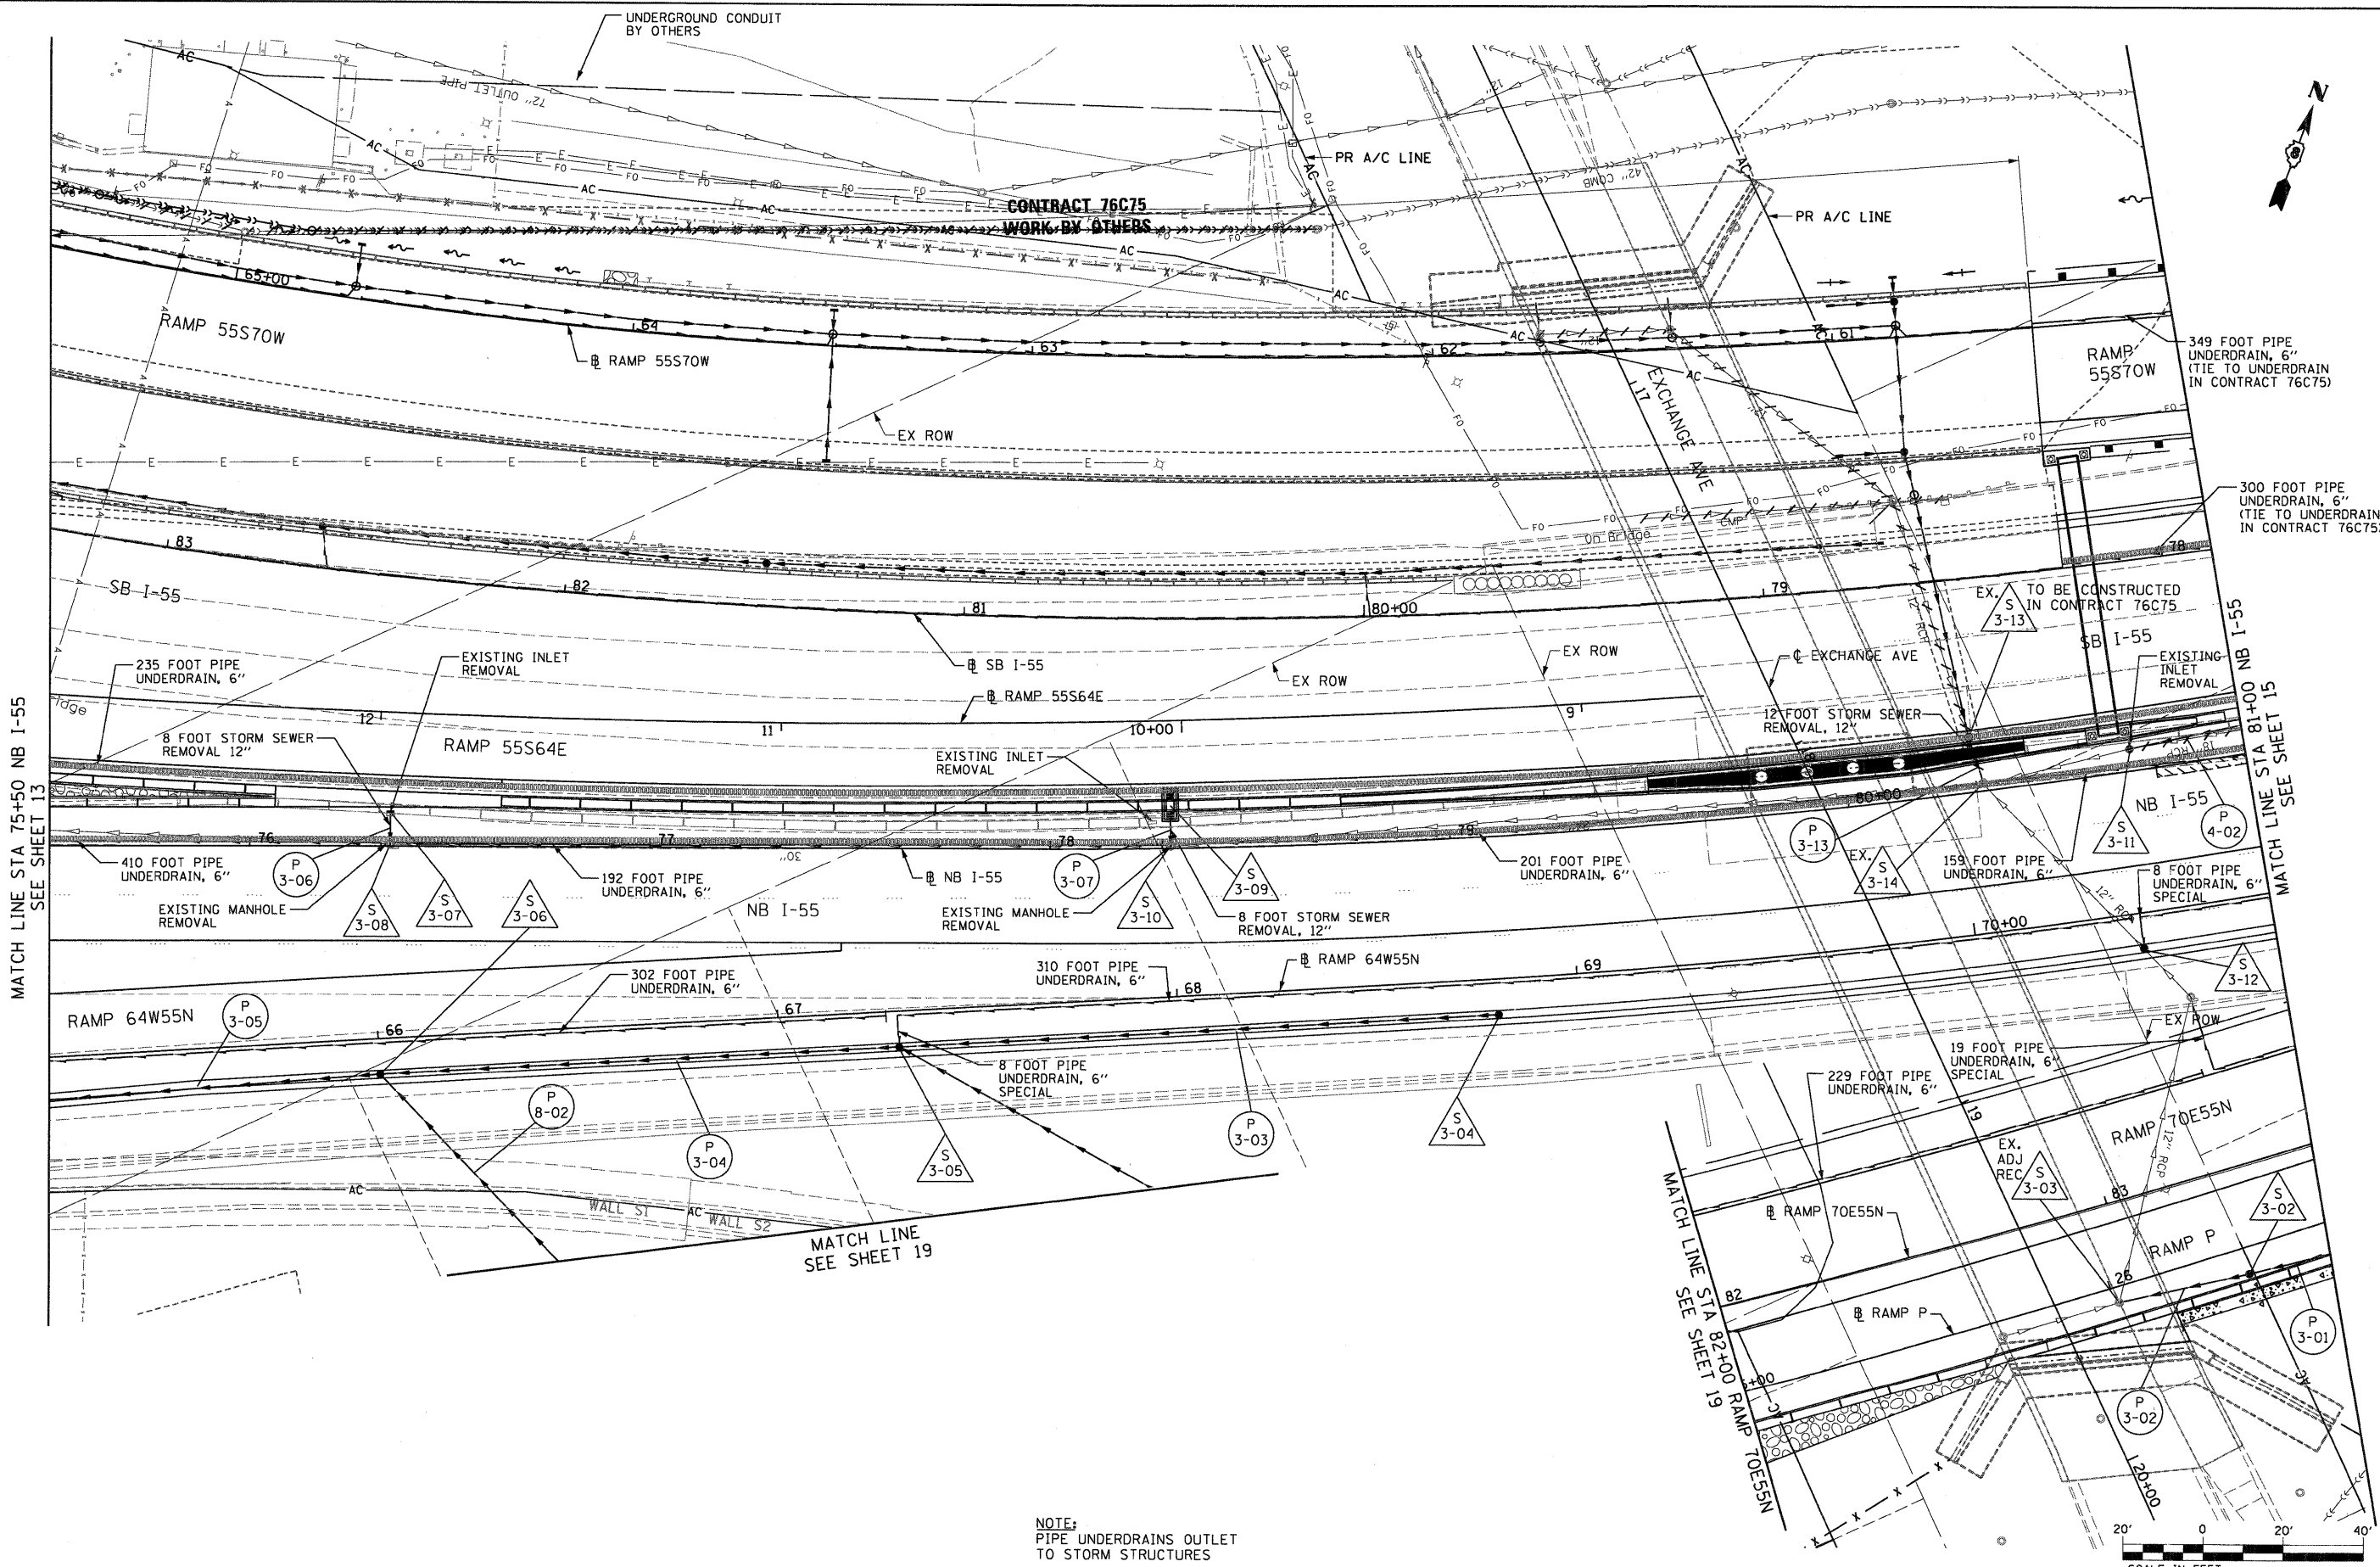 UNDERGROUND CONDUIT
BY OTHERS
72" OUTLET PIPE
CONTRACT 76C75
WORK BY OTHERS
PR A/C LINE
PR A/C LINE
42" COMB
12"
N
65+00
64
63
62
61
RAMP 55S70W
B RAMP 55S70W
RAMP
55S70W
349 FOOT PIPE
UNDERDRAIN, 6"
(TIE TO UNDERDRAIN
IN CONTRACT 76C75)
EX ROW
17
EXCHANGE AVE
CMP
On Bridge
300 FOOT PIPE
UNDERDRAIN, 6"
(TIE TO UNDERDRAIN
IN CONTRACT 76C75)
83
82
81
80+00
79
78
SB I-55
B SB I-55
EX ROW
EX ROW
C EXCHANGE AVE
12" RCP
EX.
S
3-13
TO BE CONSTRUCTED
IN CONTRACT 76C75
SB I-55
235 FOOT PIPE
UNDERDRAIN, 6"
EXISTING INLET
REMOVAL
B RAMP 55S64E
EXISTING
INLET
REMOVAL
MATCH LINE STA 75+50 NB I-55
SEE SHEET 13
MATCH LINE STA 81+00 NB I-55
SEE SHEET 15
12
11
10+00
9
8 FOOT STORM SEWER
REMOVAL 12"
RAMP 55S64E
EXISTING INLET
REMOVAL
12 FOOT STORM SEWER
REMOVAL, 12"
18" RCP
76
77
78
79
80+00
30"
NB I-55
410 FOOT PIPE
UNDERDRAIN, 6"
P
3-06
EXISTING MANHOLE
REMOVAL
S
3-08
S
3-07
S
3-06
192 FOOT PIPE
UNDERDRAIN, 6"
NB I-55
B NB I-55
P
3-07
EXISTING MANHOLE
REMOVAL
S
3-10
S
3-09
8 FOOT STORM SEWER
REMOVAL, 12"
201 FOOT PIPE
UNDERDRAIN, 6"
P
3-13
EX.
S
3-14
159 FOOT PIPE
UNDERDRAIN, 6"
S
3-11
P
4-02
8 FOOT PIPE
UNDERDRAIN, 6"
SPECIAL
12" RCP
S
3-12
RAMP 64W55N
P
3-05
66
67
68
69
70+00
302 FOOT PIPE
UNDERDRAIN, 6"
310 FOOT PIPE
UNDERDRAIN, 6"
B RAMP 64W55N
EX ROW
8 FOOT PIPE
UNDERDRAIN, 6"
SPECIAL
19 FOOT PIPE
UNDERDRAIN, 6"
SPECIAL
229 FOOT PIPE
UNDERDRAIN, 6"
P
8-02
P
3-04
S
3-05
P
3-03
S
3-04
19
RAMP 70E55N
12" RCP
EX.
ADJ
REC
S
3-03
83
S
3-02
WALL S1
WALL S2
MATCH LINE
SEE SHEET 19
B RAMP 70E55N
82
RAMP P
26
B RAMP P
MATCH LINE STA 82+00 RAMP 70E55N
SEE SHEET 19
P
3-01
P
3-02
20+00
NOTE:
PIPE UNDERDRAINS OUTLET
TO STORM STRUCTURES
20' 0 20' 40'